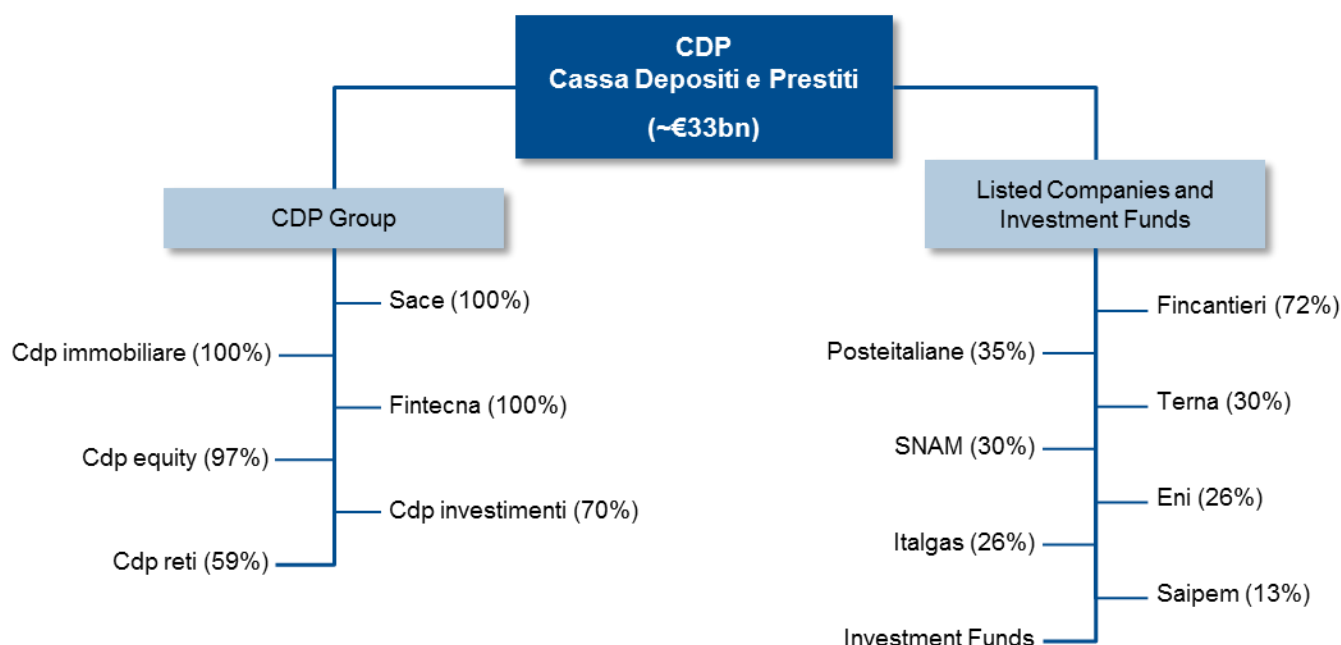 CDP
Cassa Depositi e Prestiti
(~€33bn)
CDP Group
Sace (100%)
Cdp immobiliare (100%)
Fintecna (100%)
Cdp equity (97%)
Cdp investimenti (70%)
Cdp reti (59%)
Listed Companies and
Investment Funds
Fincantieri (72%)
Posteitaliane (35%)
Terna (30%)
SNAM (30%)
Eni (26%)
Italgas (26%)
Saipem (13%)
Investment Funds